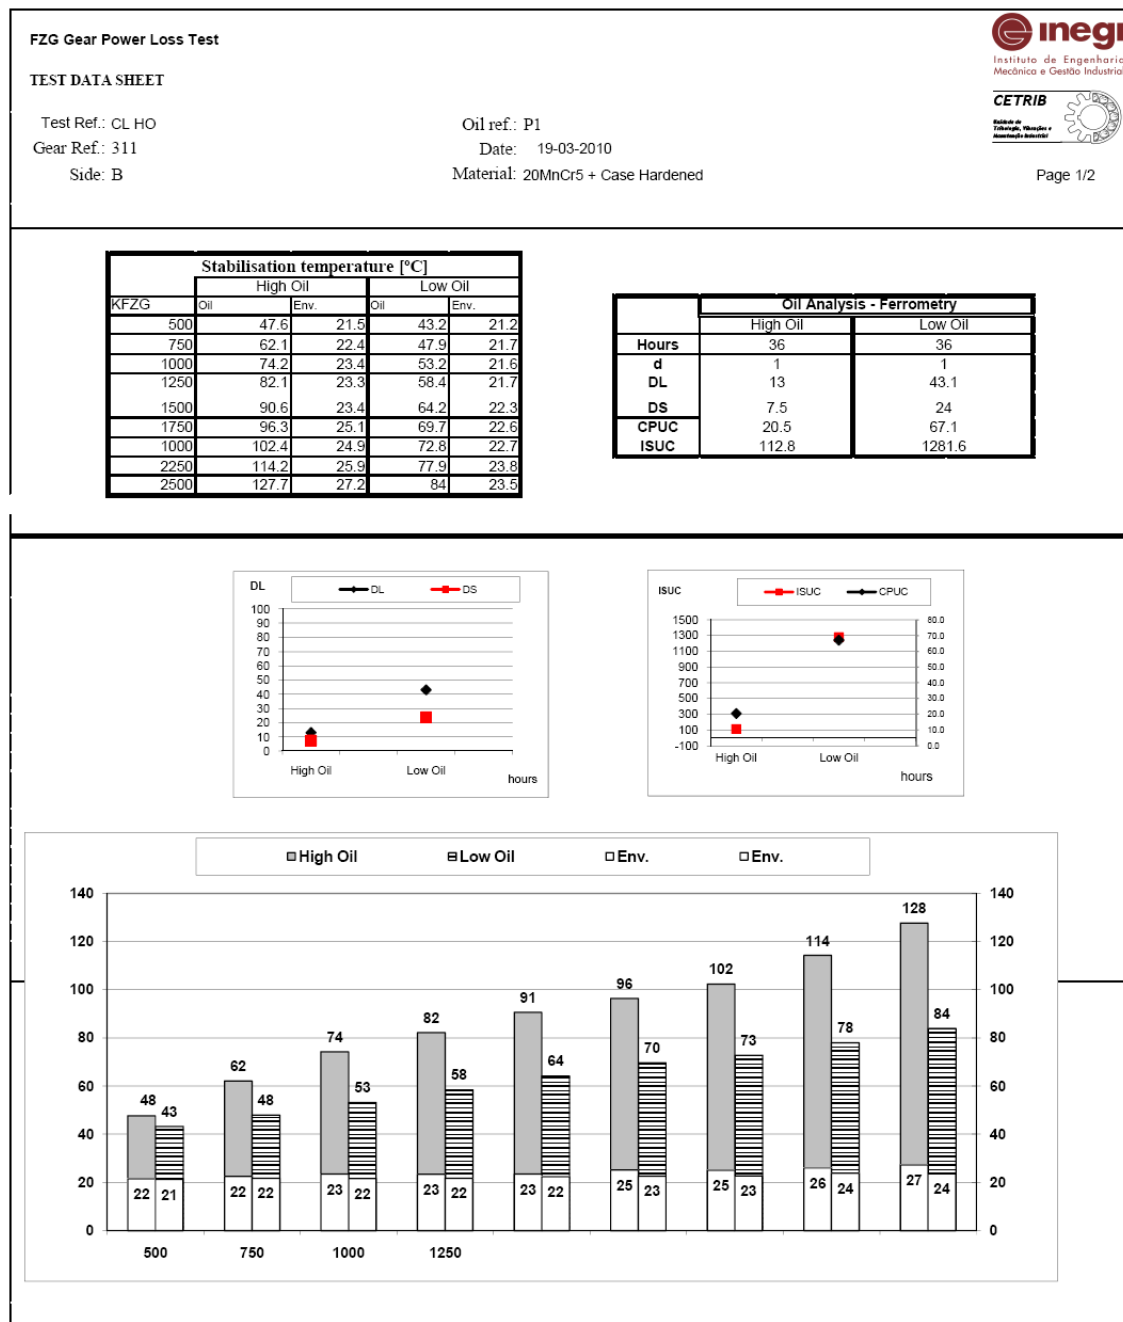 FZG Gear Power Loss Test
inegi
Instituto de Engenharia
Mecânica e Gestão Industrial
TEST DATA SHEET
CETRIB
Unidade de
Tribologia, Vibrações e
Manutenção Industrial
Test Ref.: CL HO Oil ref.: P1
Gear Ref.: 311 Date: 19-03-2010
Side: B Material: 20MnCr5 + Case Hardened Page 1/2
Stabilisation temperature [ºC]
High Oil Low Oil
KFZG Oil Env. Oil Env.
500 47.6 21.5 43.2 21.2
750 62.1 22.4 47.9 21.7
1000 74.2 23.4 53.2 21.6
1250 82.1 23.3 58.4 21.7
1500 90.6 23.4 64.2 22.3
1750 96.3 25.1 69.7 22.6
1000 102.4 24.9 72.8 22.7
2250 114.2 25.9 77.9 23.8
2500 127.7 27.2 84 23.5
Oil Analysis - Ferrometry
High Oil Low Oil
Hours 36 36
d 1 1
DL 13 43.1
DS 7.5 24
CPUC 20.5 67.1
ISUC 112.8 1281.6
DL DL DS
100
90
80
70
60
50
40
30
20
10
0
High Oil Low Oil
hours
ISUC ISUC CPUC
1500 80.0
1300 70.0
1100 60.0
900 50.0
700 40.0
500 30.0
300 20.0
100 10.0
-100 0.0
High Oil Low Oil
hours
High Oil Low Oil Env. Env.
140 140
128
120 120
114
102
100 100
96
91
82
80 84 80
78
74
73
70
64
62
60 60
58
53
48 48
43
40 40
20 20
22 21 22 22 23 22 23 22 23 22 25 23 25 23 26 24 27 24
0 0
500 750 1000 1250